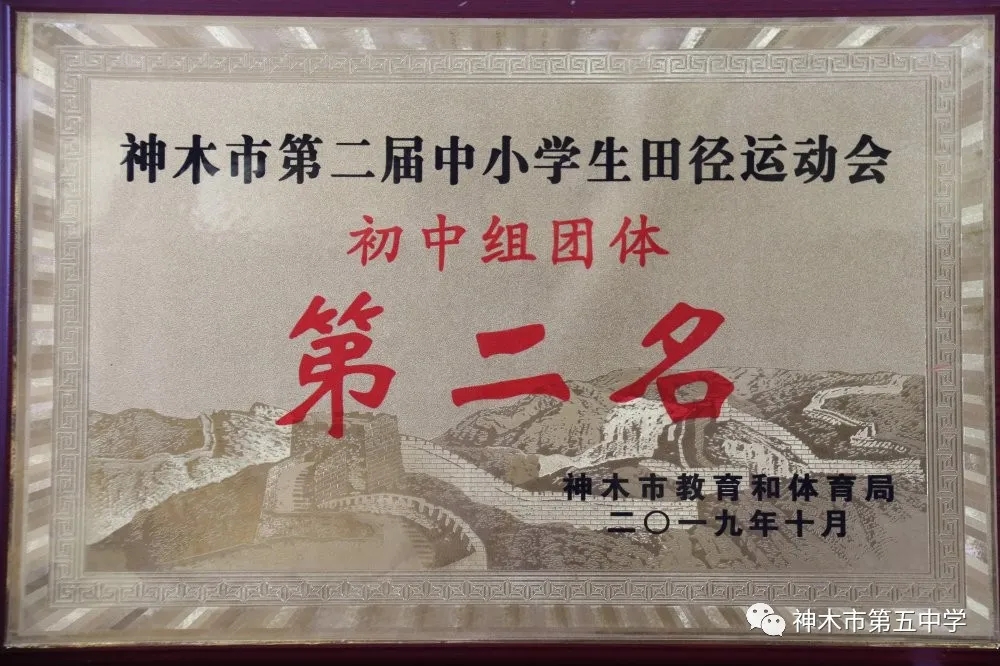 神木市第二届中小学生田径运动会
初中组团体
第二名
神木市教育和体育局
二〇一九年十月
神木市第五中学